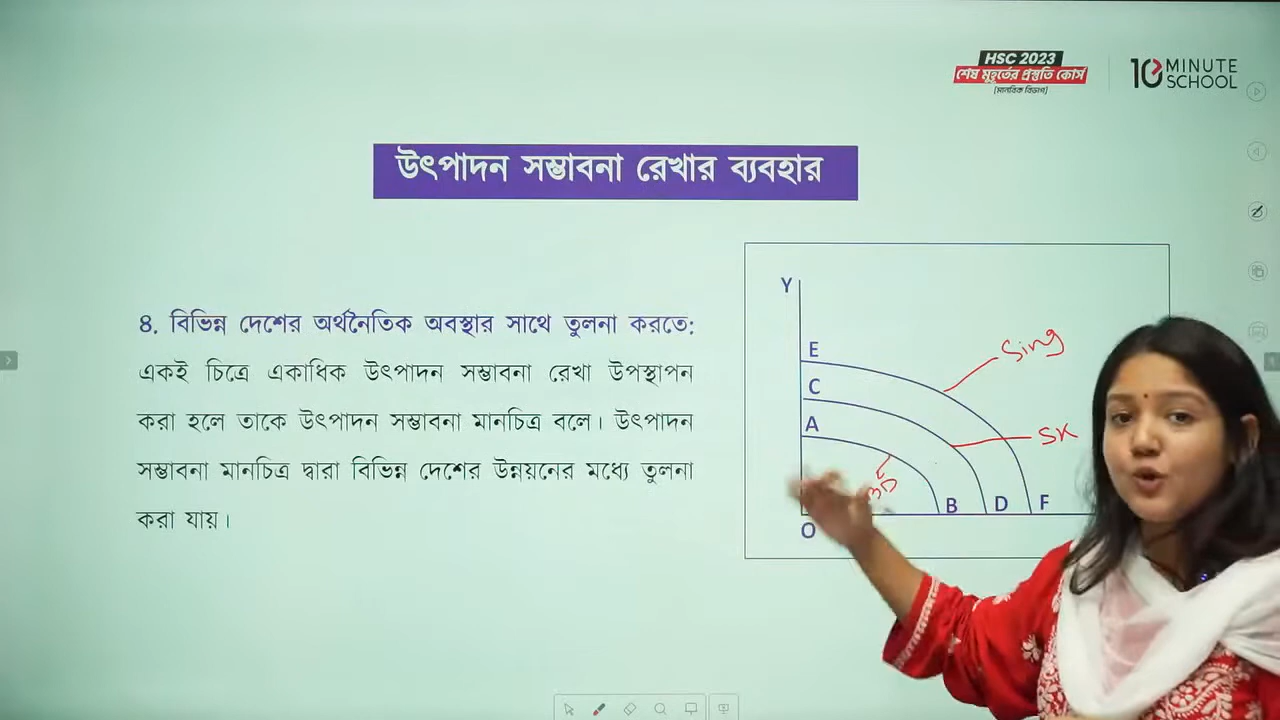 HSC 2023
শেষ মুহূর্তের প্রস্তুতি কোর্স
(মানবিক বিভাগ)
10 MINUTE
SCHOOL
উৎপাদন সম্ভাবনা রেখার ব্যবহার
৪. বিভিন্ন দেশের অর্থনৈতিক অবস্থার সাথে তুলনা করতে:
একই চিত্রে একাধিক উৎপাদন সম্ভাবনা রেখা উপস্থাপন
করা হলে তাকে উৎপাদন সম্ভাবনা মানচিত্র বলে। উৎপাদন
সম্ভাবনা মানচিত্র দ্বারা বিভিন্ন দেশের উন্নয়নের মধ্যে তুলনা
করা যায়।
Y
E
Sing
C
A
SK
BD
B D F
O